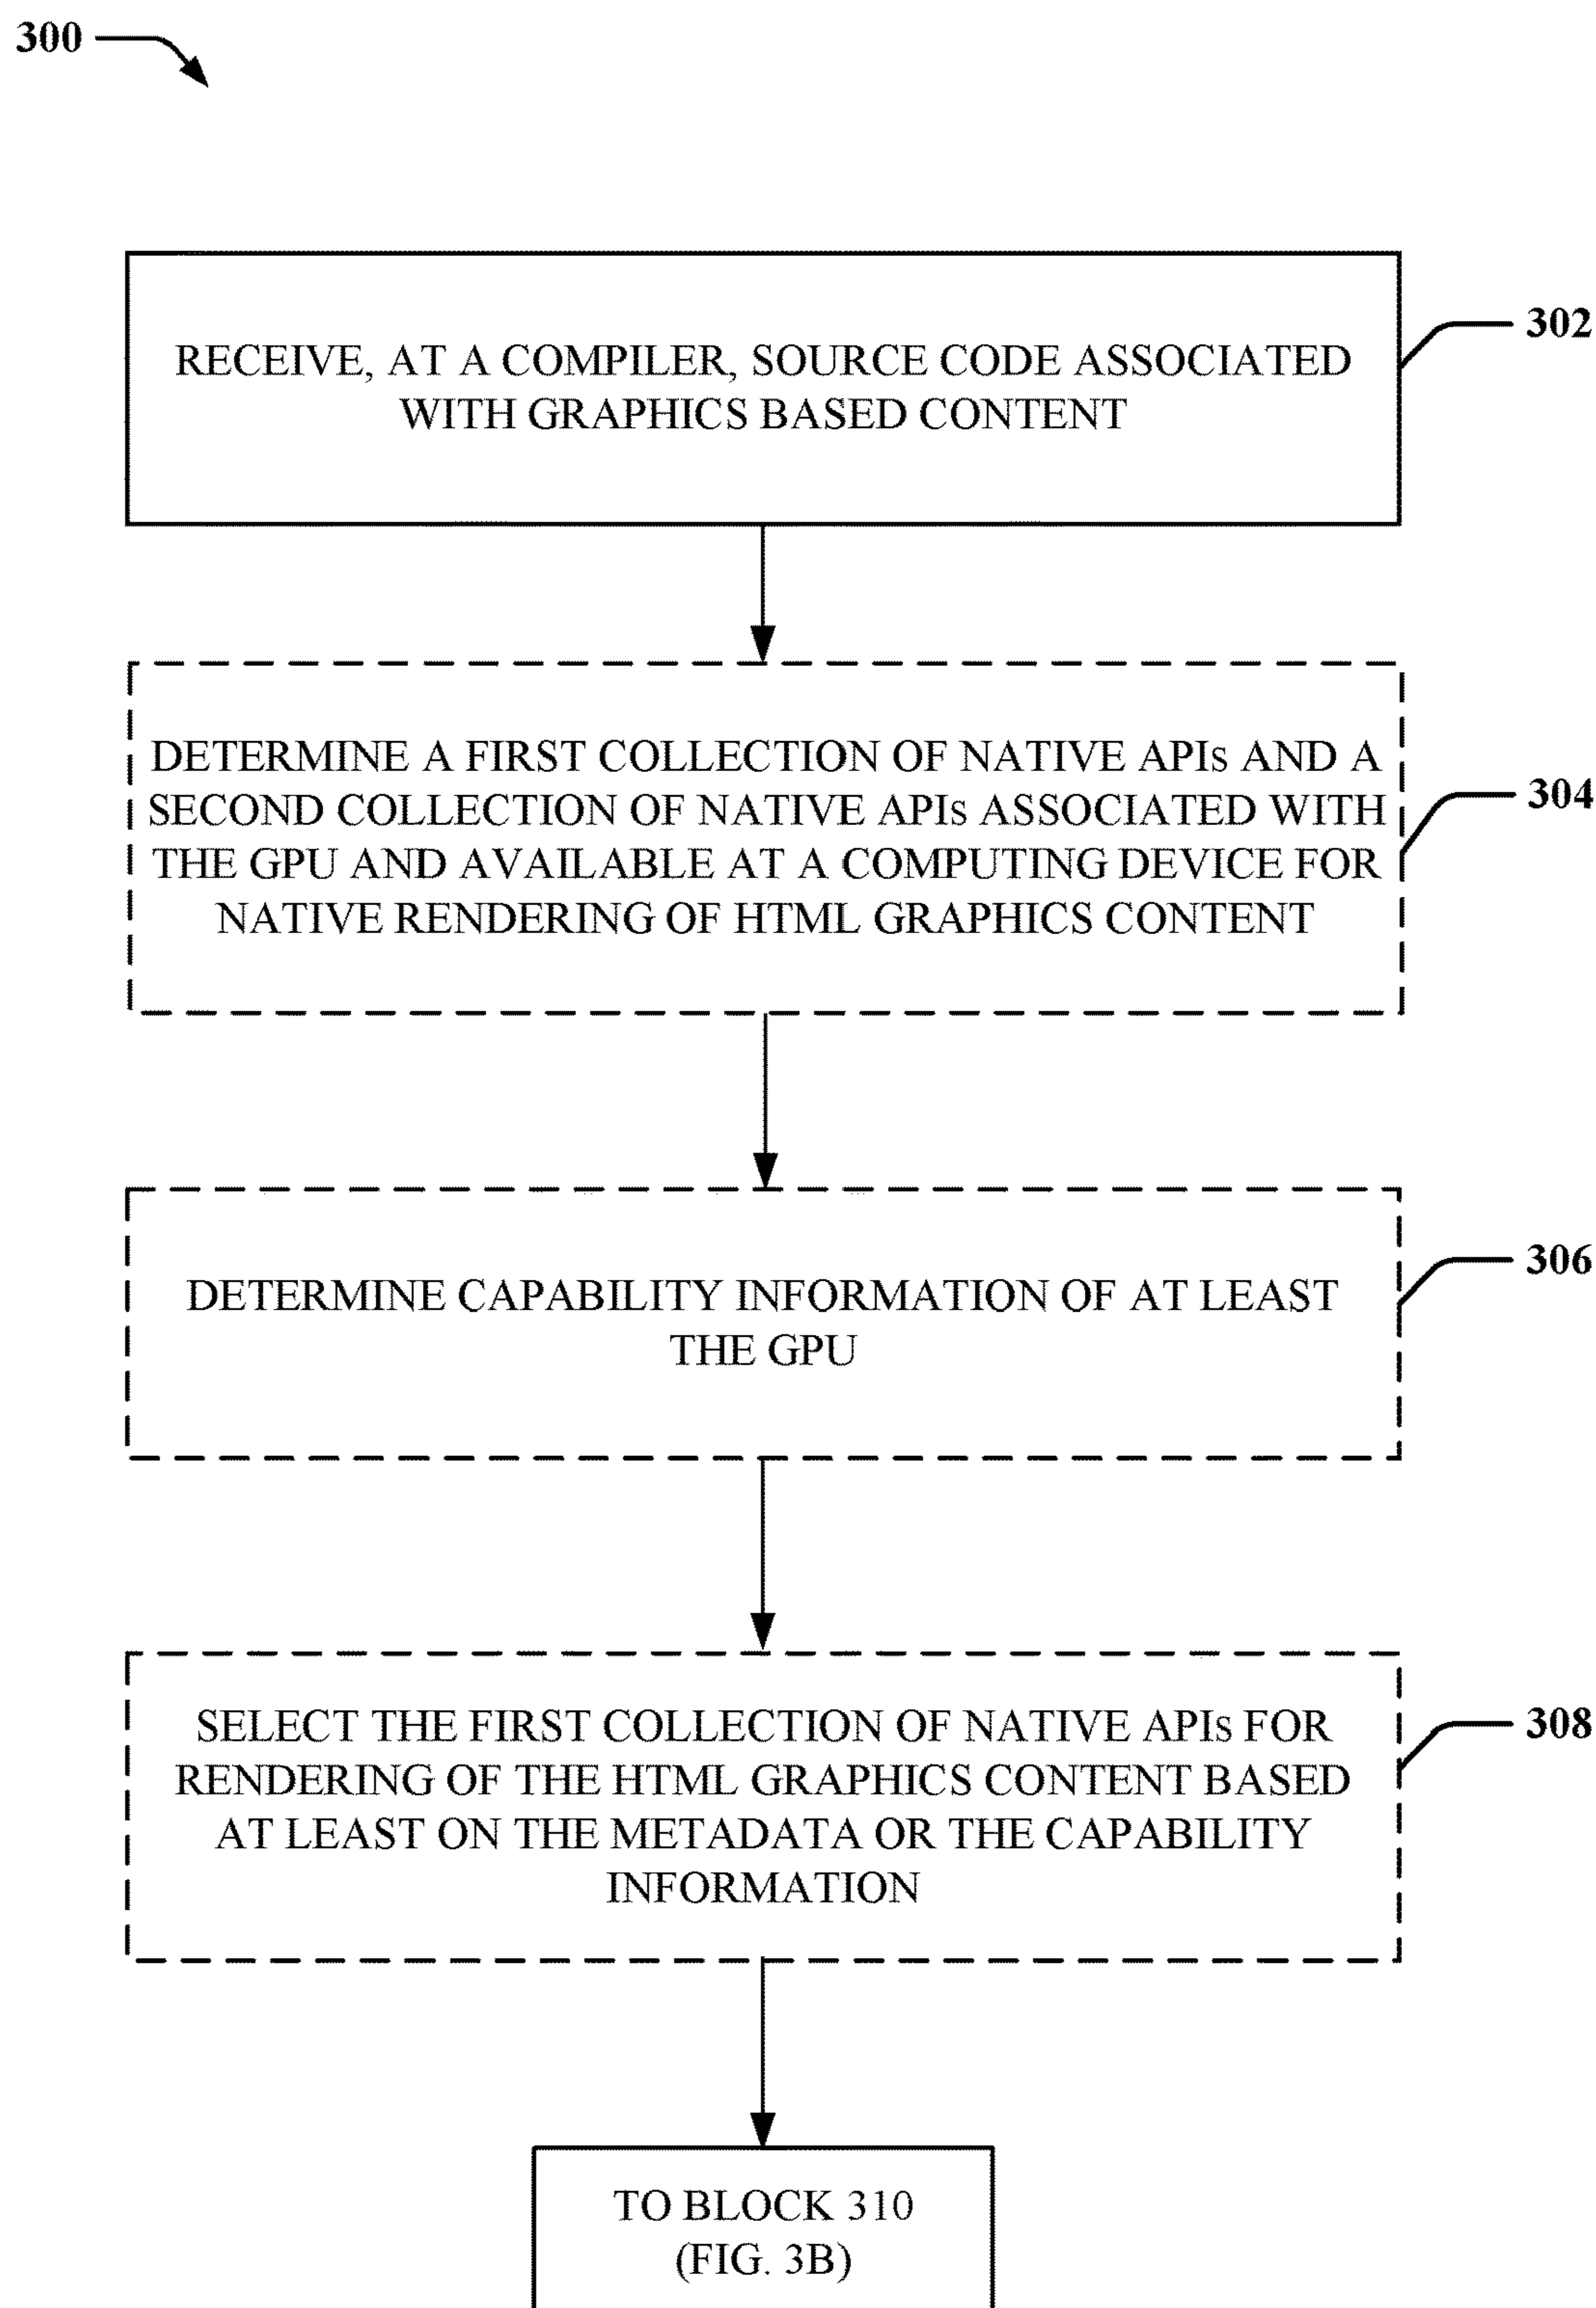 300
RECEIVE, AT A COMPILER, SOURCE CODE ASSOCIATED
WITH GRAPHICS BASED CONTENT
302
DETERMINE A FIRST COLLECTION OF NATIVE APIs AND A
SECOND COLLECTION OF NATIVE APIs ASSOCIATED WITH
THE GPU AND AVAILABLE AT A COMPUTING DEVICE FOR
NATIVE RENDERING OF HTML GRAPHICS CONTENT
304
DETERMINE CAPABILITY INFORMATION OF AT LEAST
THE GPU
306
SELECT THE FIRST COLLECTION OF NATIVE APIs FOR
RENDERING OF THE HTML GRAPHICS CONTENT BASED
AT LEAST ON THE METADATA OR THE CAPABILITY
INFORMATION
308
TO BLOCK 310
(FIG. 3B)